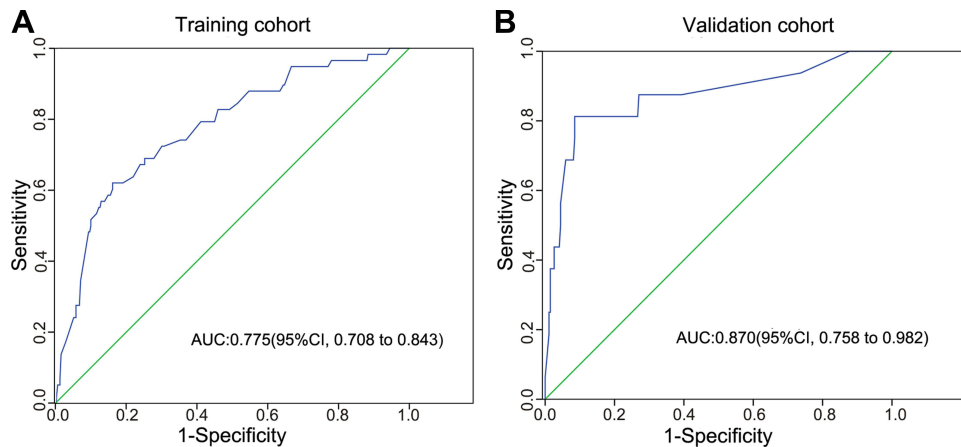 A
Training cohort
Sensitivity
1.0
0.8
0.6
0.4
0.2
0.0
AUC:0.775(95%CI, 0.708 to 0.843)
0.0 0.2 0.4 0.6 0.8 1.0
1-Specificity
B
Validation cohort
Sensitivity
1.0
0.8
0.6
0.4
0.2
0.0
AUC:0.870(95%CI, 0.758 to 0.982)
0.0 0.2 0.4 0.6 0.8 1.0
1-Specificity